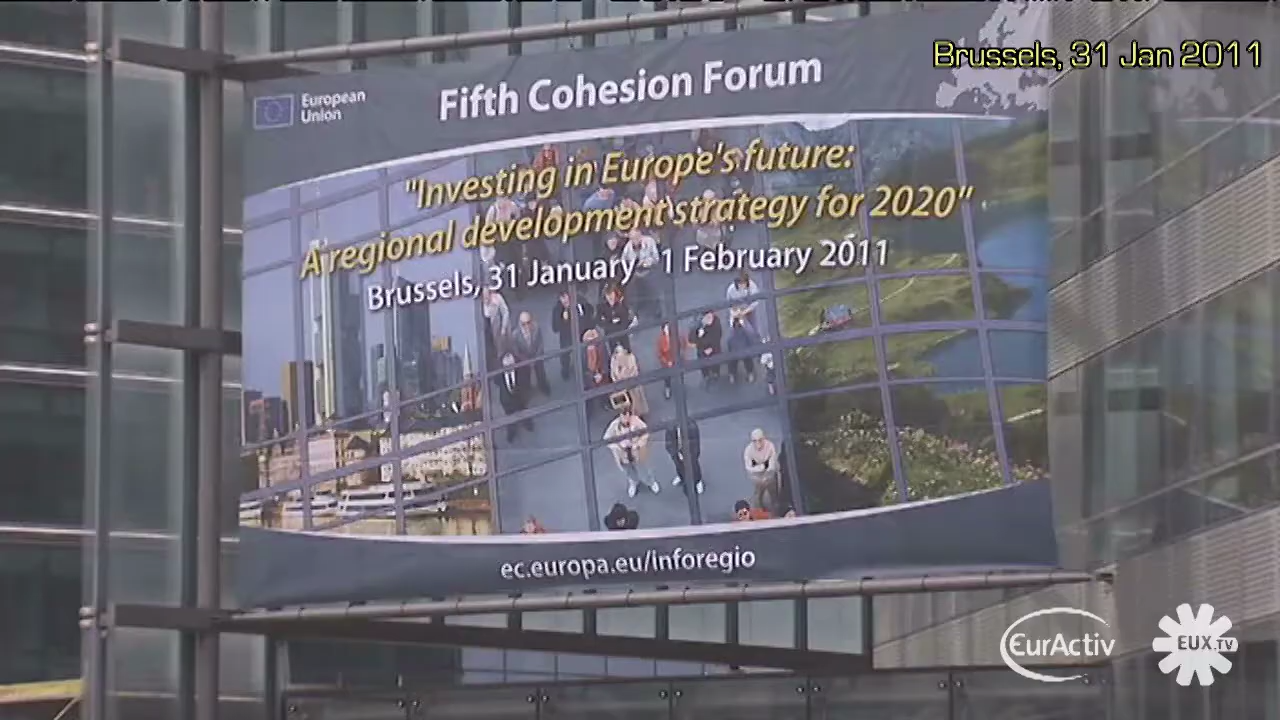 Brussels, 31 Jan 2011
European
Union
Fifth Cohesion Forum
"Investing in Europe's future:
A regional development strategy for 2020"
Brussels, 31 January - 1 February 2011
ec.europa.eu/inforegio
EurActiv
EUX.TV